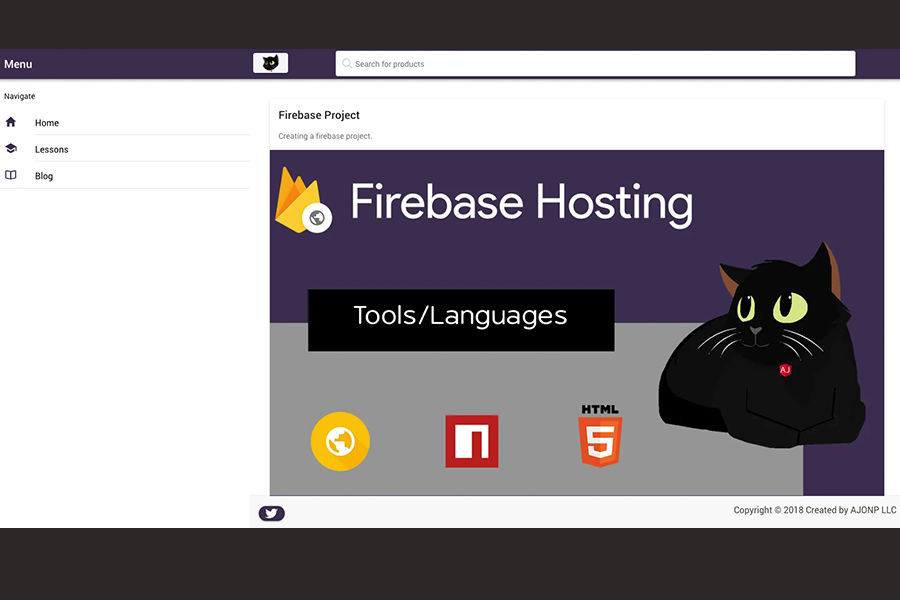 Menu
Search for products
Navigate
Home
Lessons
Blog
Firebase Project
Creating a firebase project.
Firebase Hosting
Tools/Languages
AJ
HTML
5
Copyright © 2018 Created by AJONP LLC